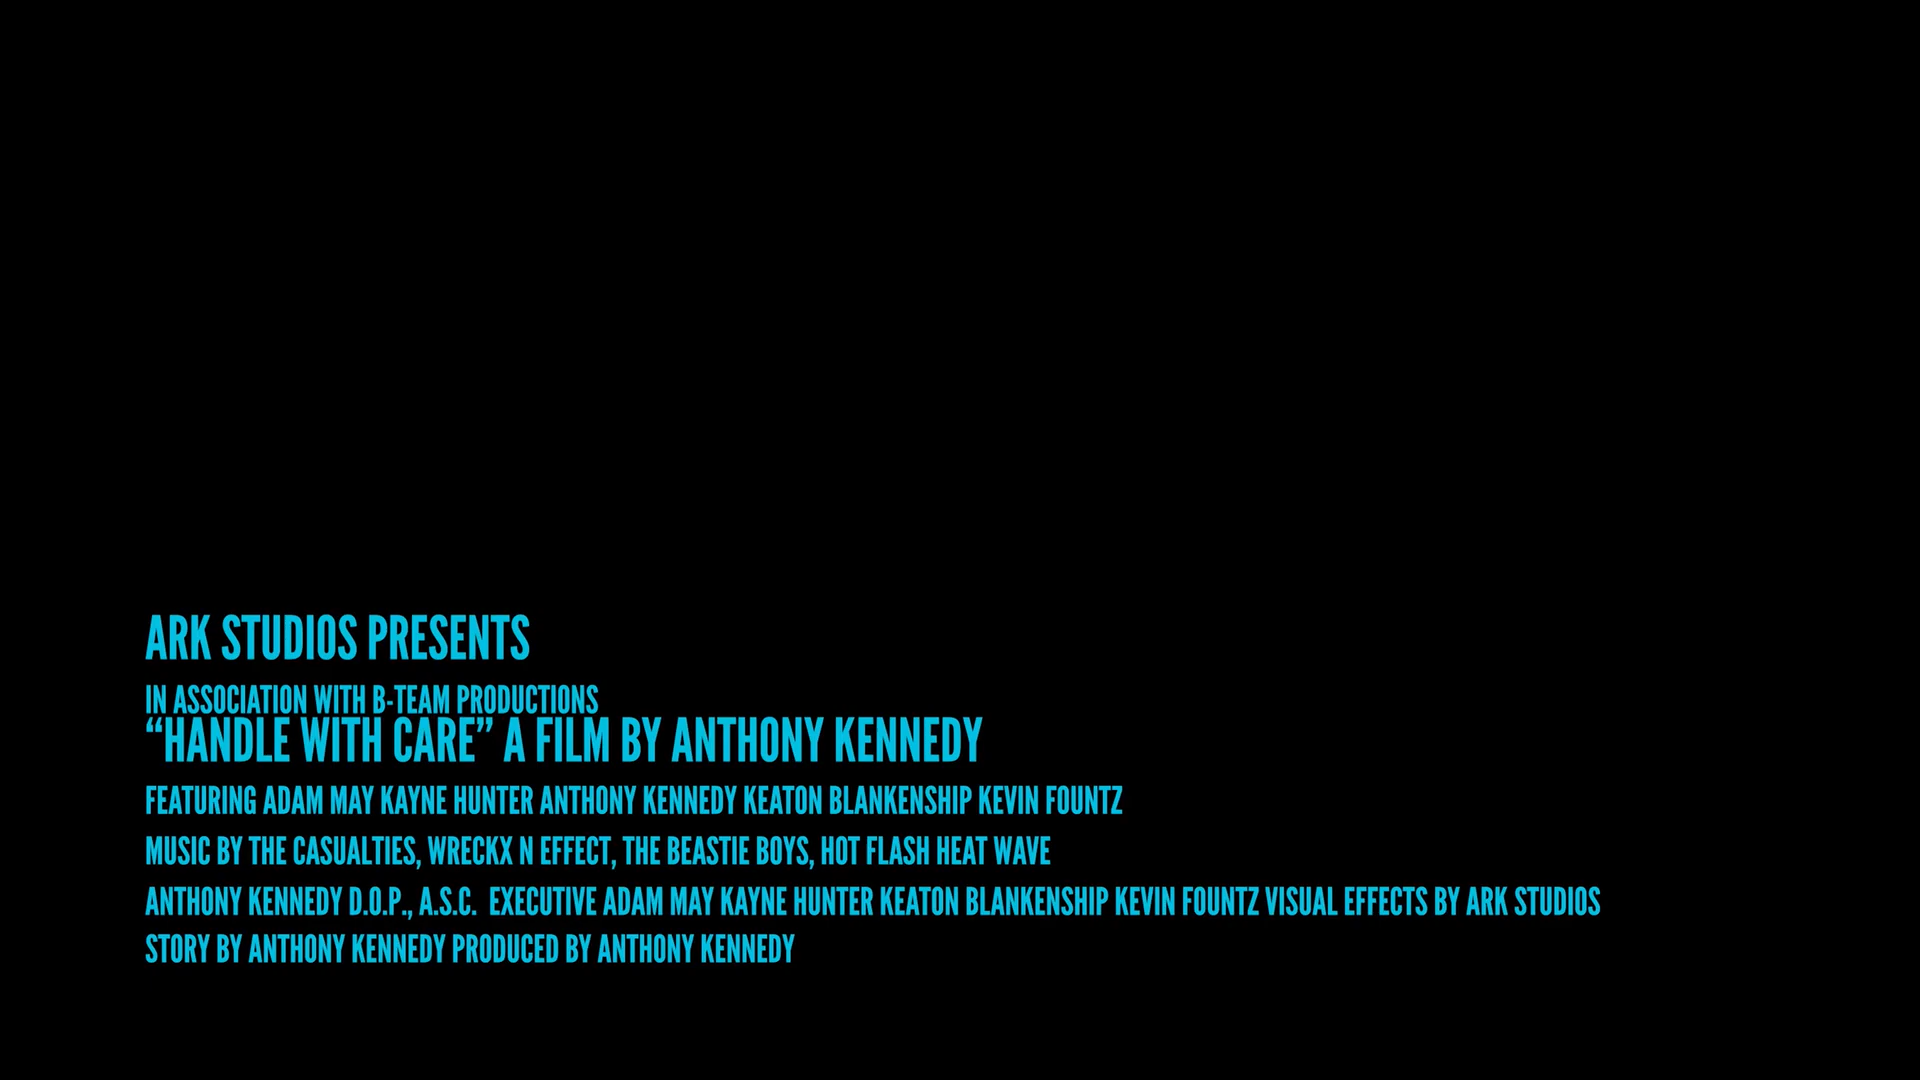 ARK STUDIOS PRESENTS
IN ASSOCIATION WITH B-TEAM PRODUCTIONS
“HANDLE WITH CARE” A FILM BY ANTHONY KENNEDY
FEATURING ADAM MAY KAYNE HUNTER ANTHONY KENNEDY KEATON BLANKENSHIP KEVIN FOUNTZ
MUSIC BY THE CASUALTIES, WRECKX N EFFECT, THE BEASTIE BOYS, HOT FLASH HEAT WAVE
ANTHONY KENNEDY D.O.P., A.S.C.  EXECUTIVE ADAM MAY KAYNE HUNTER KEATON BLANKENSHIP KEVIN FOUNTZ VISUAL EFFECTS BY ARK STUDIOS
STORY BY ANTHONY KENNEDY PRODUCED BY ANTHONY KENNEDY